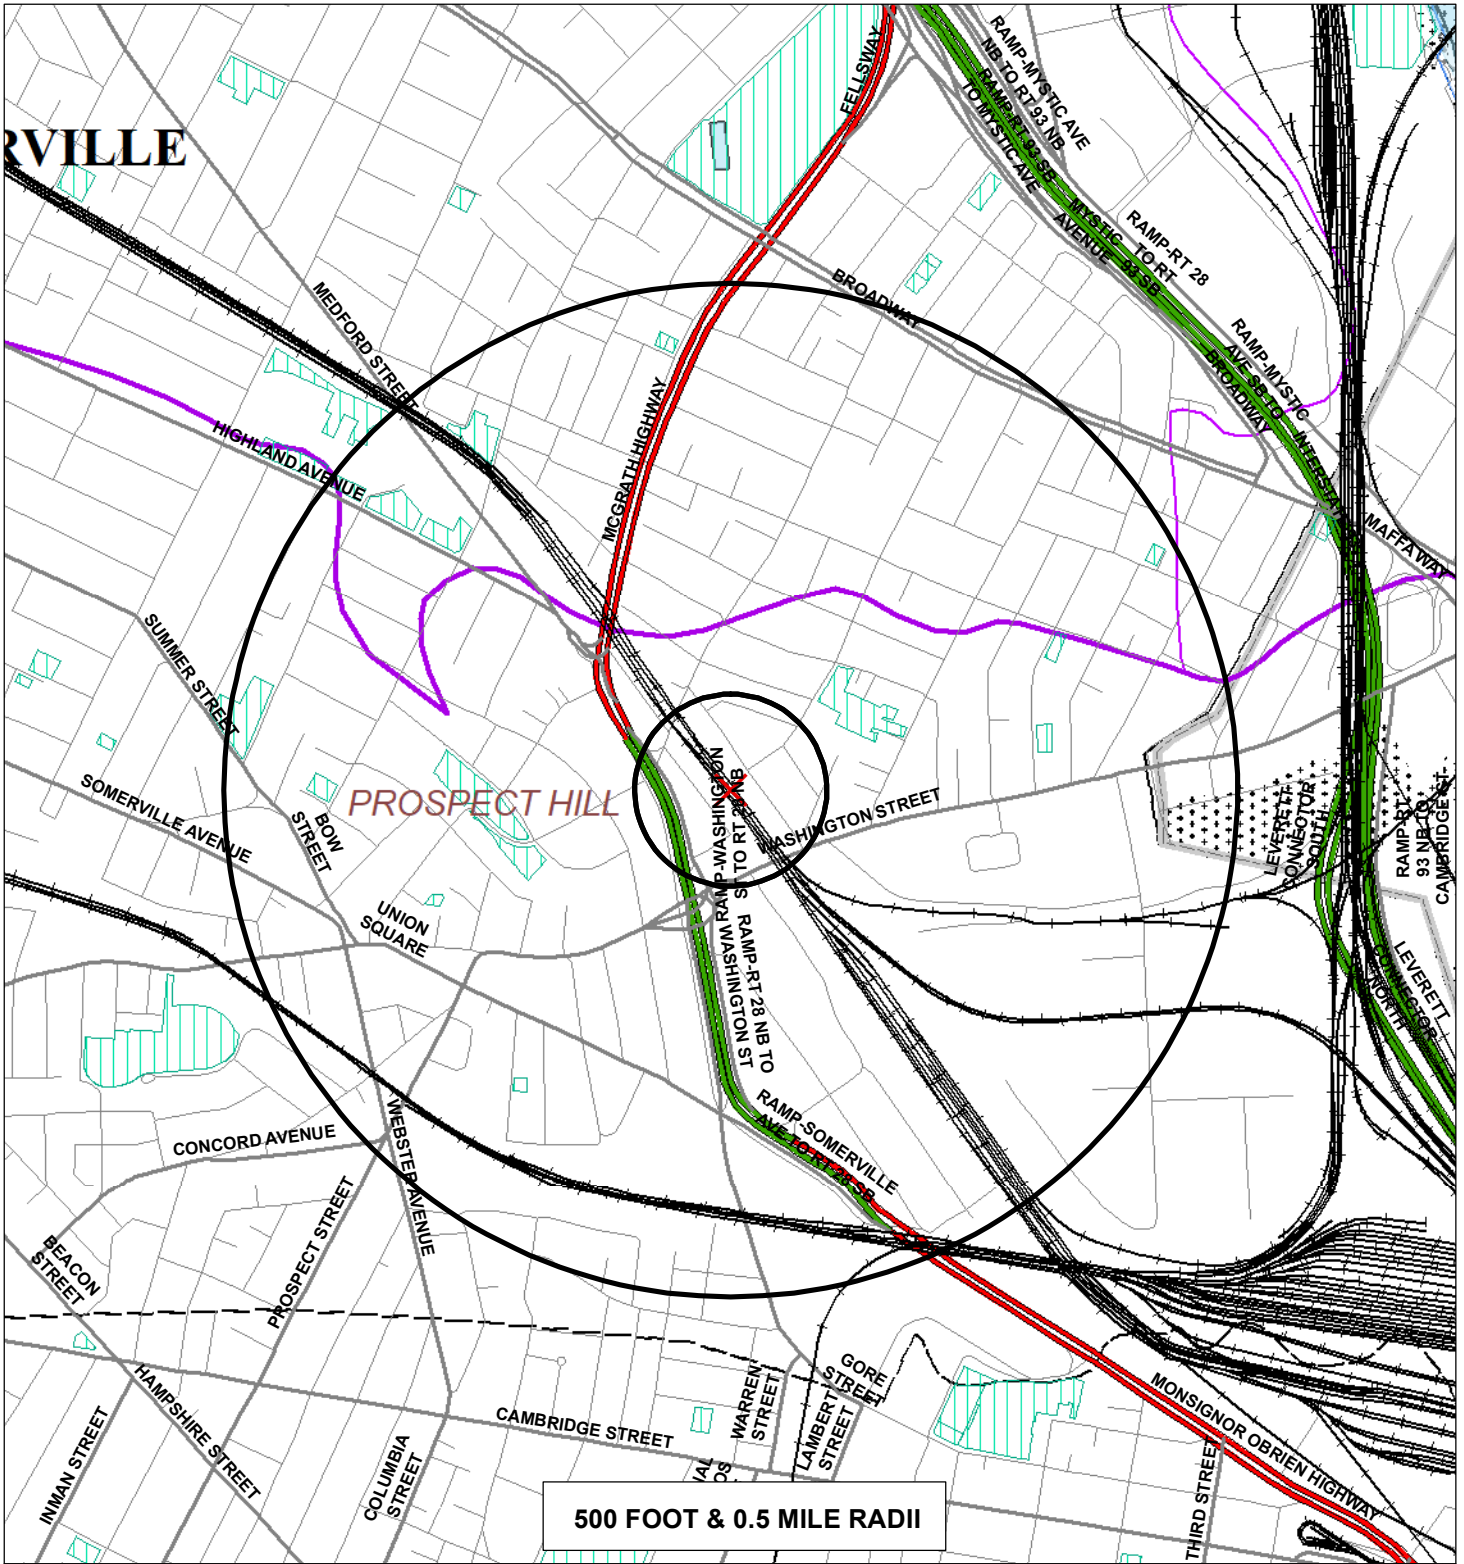 RVILLE
FELLSWAY
RAMP-MYSTIC AVE
NB TO RT 93 NB
RAMP-RT 93 SB
TO MYSTIC AVE
MYSTIC
AVENUE
RAMP-RT 28
TO RT
93 SB
BROADWAY
MEDFORD STREET
RAMP-MYSTIC
AVE SB TO
BROADWAY
INTERSTA
MAFFA WAY
MCGRATH HIGHWAY
HIGHLAND AVENUE
SUMMER STREET
SOMERVILLE AVENUE
BOW
STREET
PROSPECT HILL
RAMP-WASHINGTON
ST TO RT 28 NB
WASHINGTON STREET
LEVERETT
CONNECTOR
SOUTH
RAMP-RT
93 NB TO
CAMBRIDGE ST
UNION
SQUARE
RAMP-RT 28 NB TO
WASHINGTON ST
LEVERETT
CONNECTOR
NORTH
RAMP-SOMERVILLE
AVE TO RT 28 SB
CONCORD AVENUE
WEBSTER AVENUE
PROSPECT STREET
BEACON
STREET
HAMPSHIRE STREET
INMAN STREET
COLUMBIA
STREET
CAMBRIDGE STREET
WARREN
STREET
GORE
STREET
LAMBERT
STREET
MONSIGNOR OBRIEN HIGHWAY
THIRD STREET
500 FOOT & 0.5 MILE RADII